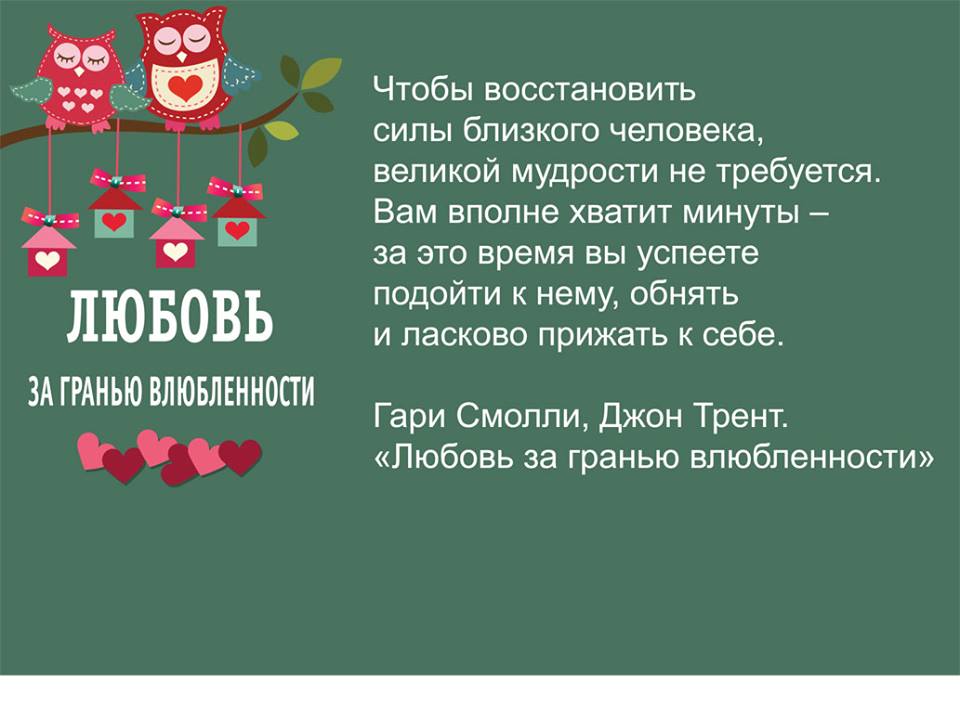 ЛЮБОВЬ
ЗА ГРАНЬЮ ВЛЮБЛЕННОСТИ
Чтобы восстановить
силы близкого человека,
великой мудрости не требуется.
Вам вполне хватит минуты –
за это время вы успеете
подойти к нему, обнять
и ласково прижать к себе.
Гари Смолли, Джон Трент.
«Любовь за гранью влюбленности»